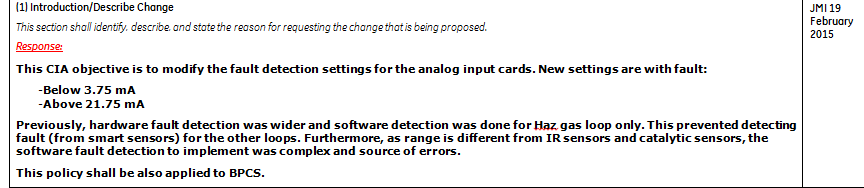 (1) Introduction/Describe Change
This section shall identify, describe, and state the reason for requesting the change that is being proposed.
Response:
This CIA objective is to modify the fault detection settings for the analog input cards. New settings are with fault:
-Below 3.75 mA
-Above 21.75 mA
Previously, hardware fault detection was wider and software detection was done for Haz gas loop only. This prevented detecting
fault (from smart sensors) for the other loops. Furthermore, as range is different from IR sensors and catalytic sensors, the
software fault detection to implement was complex and source of errors.
This policy shall be also applied to BPCS.
JMI 19
February
2015